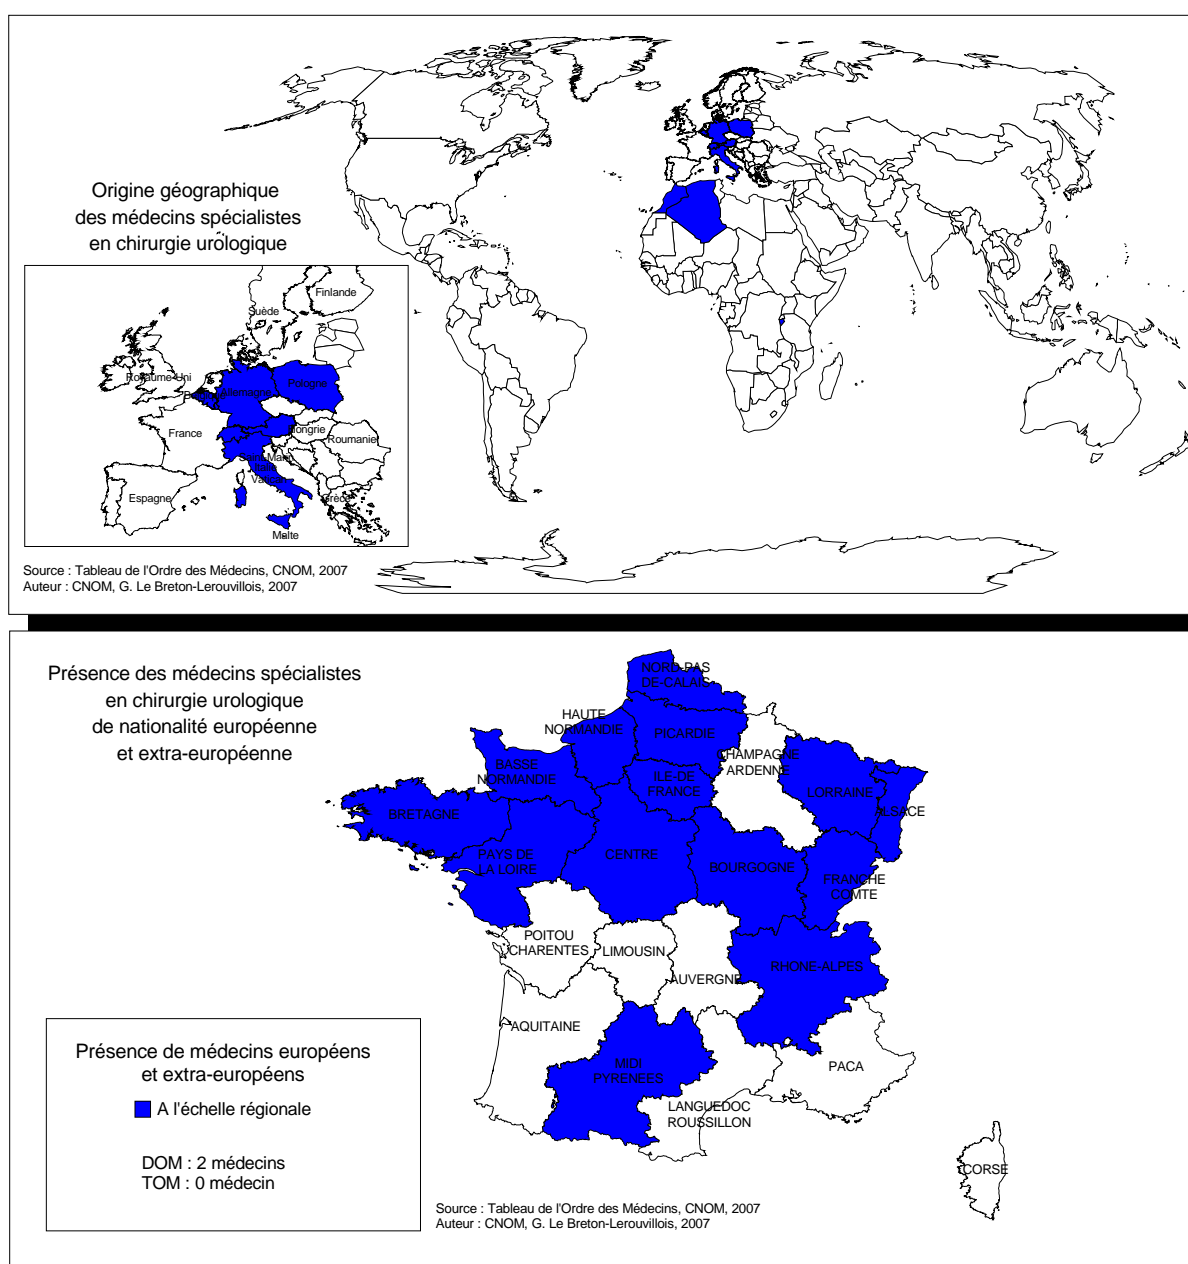 Origine géographique
des médecins spécialistes
en chirurgie urologique
Finlande
Suède
Royaume-Uni
Pologne
Allemagne
Belgique
France
Hongrie
Roumanie
Saint-Marin
Italie
Vatican
Espagne
Grèce
Malte
Source : Tableau de l'Ordre des Médecins, CNOM, 2007
Auteur : CNOM, G. Le Breton-Lerouvillois, 2007
Présence des médecins spécialistes
en chirurgie urologique
de nationalité européenne
et extra-européenne
NORD-PAS
DE-CALAIS
HAUTE
NORMANDIE
PICARDIE
CHAMPAGNE
ARDENNE
BASSE
NORMANDIE
ILE-DE
FRANCE
LORRAINE
ALSACE
BRETAGNE
PAYS DE
LA LOIRE
CENTRE
BOURGOGNE
FRANCHE
COMTE
POITOU
CHARENTES
LIMOUSIN
AUVERGNE
RHONE-ALPES
AQUITAINE
MIDI
PYRENEES
PACA
LANGUEDOC
ROUSSILLON
CORSE
Présence de médecins européens
et extra-européens
A l'échelle régionale
DOM : 2 médecins
TOM : 0 médecin
Source : Tableau de l'Ordre des Médecins, CNOM, 2007
Auteur : CNOM, G. Le Breton-Lerouvillois, 2007